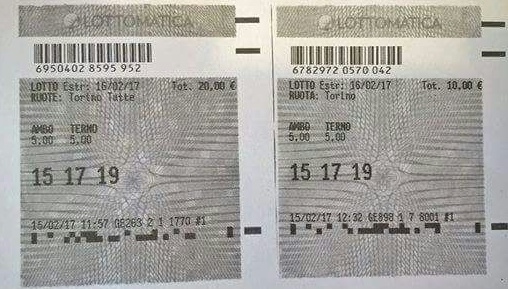 LOTTOMATICA
6950402 8595 952
LOTTO Estr: 16/02/17 Tot. 20,00 €
RUOTE: Torino Tutte
AMBO TERNO
5.00 5.00
15 17 19
15/02/17 11:57 GE263 2 1 1770 #1
LOTTOMATICA
6782972 0570 042
LOTTO Estr: 16/02/17 Tot. 10,00 €
RUOTA: Torino
AMBO TERNO
5.00 5.00
15 17 19
15/02/17 12:32 GE898 1 7 8001 #1